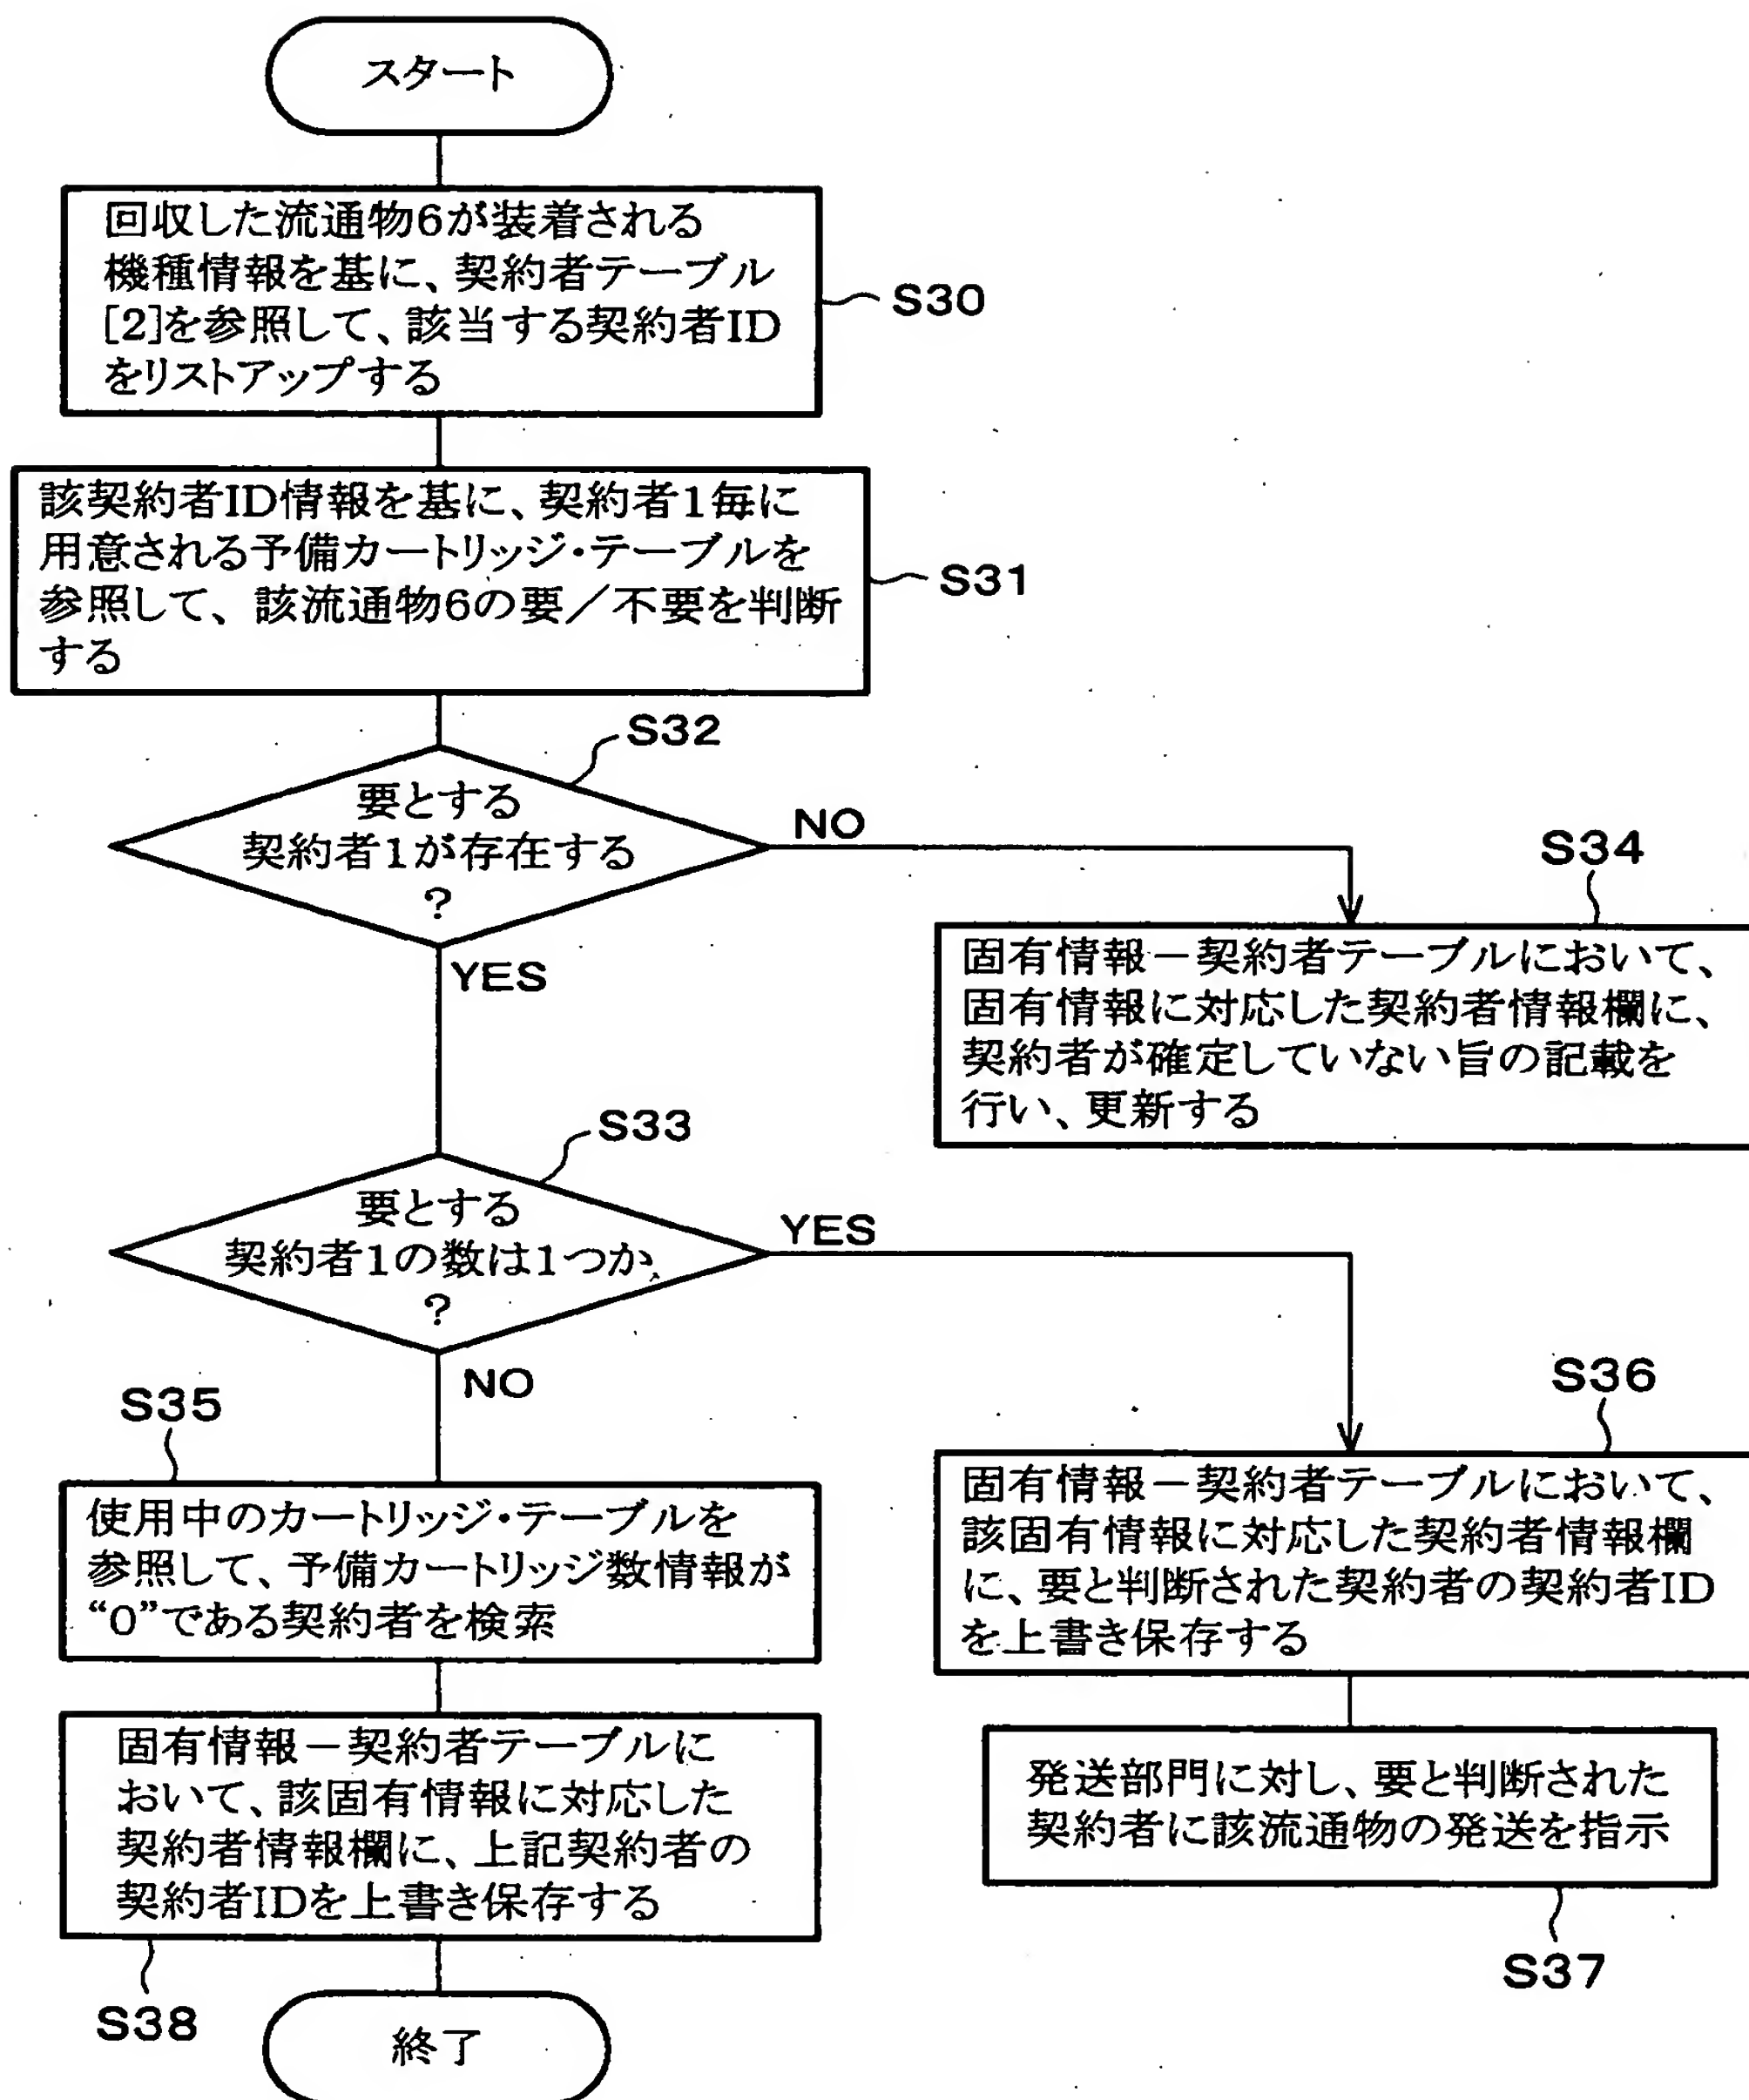 スタート
回収した流通物6が装着される
機種情報を基に、契約者テーブル
[2]を参照して、該当する契約者ID
をリストアップする
S30
該契約者ID情報を基に、契約者1毎に
用意される予備カートリッジ・テーブルを
参照して、該流通物6の要／不要を判断
する
S31
S32
要とする
契約者1が存在する
?
NO
YES
S34
固有情報－契約者テーブルにおいて、
固有情報に対応した契約者情報欄に、
契約者が確定していない旨の記載を
行い、更新する
S33
要とする
契約者1の数は1つか
?
YES
NO
S35
使用中のカートリッジ・テーブルを
参照して、予備カートリッジ数情報が
“0”である契約者を検索
S36
固有情報－契約者テーブルにおいて、
該固有情報に対応した契約者情報欄
に、要と判断された契約者の契約者ID
を上書き保存する
固有情報－契約者テーブルに
おいて、該固有情報に対応した
契約者情報欄に、上記契約者の
契約者IDを上書き保存する
S38
発送部門に対し、要と判断された
契約者に該流通物の発送を指示
S37
終了